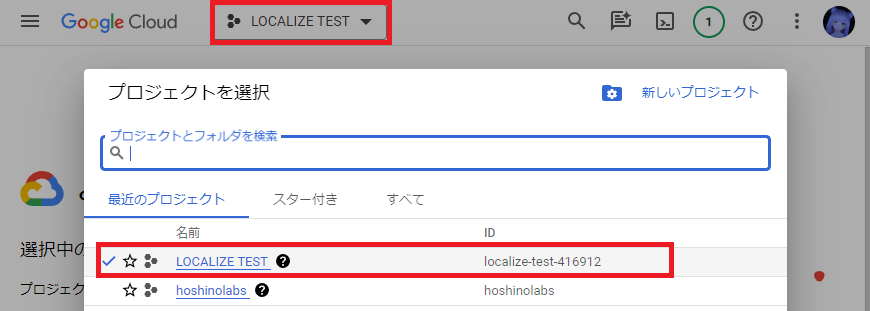 Google Cloud LOCALIZE TEST 1
プロジェクトを選択 新しいプロジェクト
プロジェクトとフォルダを検索
最近のプロジェクト スター付き すべて
名前 ID
選択中の
LOCALIZE TEST localize-test-416912
プロジェク
hoshinolabs hoshinolabs